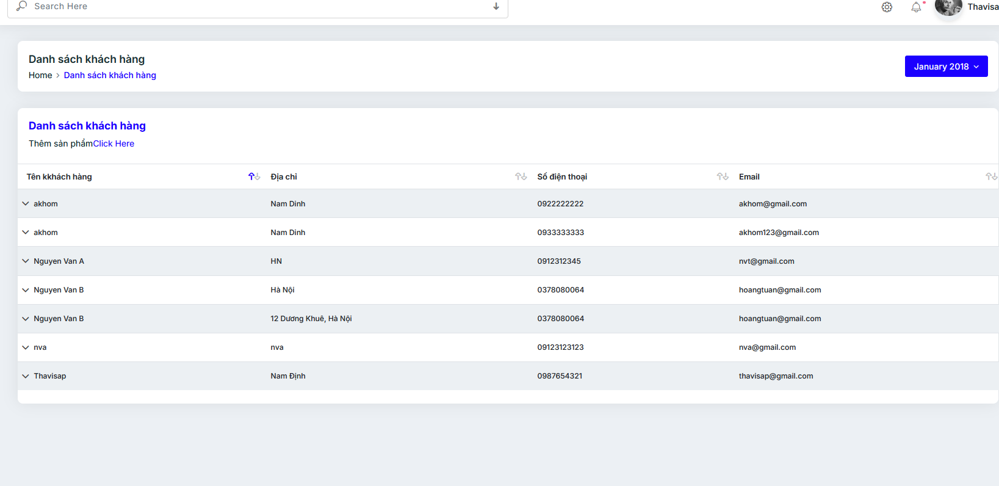 Search Here
Thavisa
Danh sách khách hàng
Home > Danh sách khách hàng
January 2018
Danh sách khách hàng
Thêm sản phẩmClick Here
Tên kkhách hàng Địa chỉ Số điện thoại Email
akhom Nam Dinh 0922222222 akhom@gmail.com
akhom Nam Dinh 0933333333 akhom123@gmail.com
Nguyen Van A HN 0912312345 nvt@gmail.com
Nguyen Van B Hà Nội 0378080064 hoangtuan@gmail.com
Nguyen Van B 12 Dương Khuê, Hà Nội 0378080064 hoangtuan@gmail.com
nva nva 09123123123 nva@gmail.com
Thavisap Nam Định 0987654321 thavisap@gmail.com